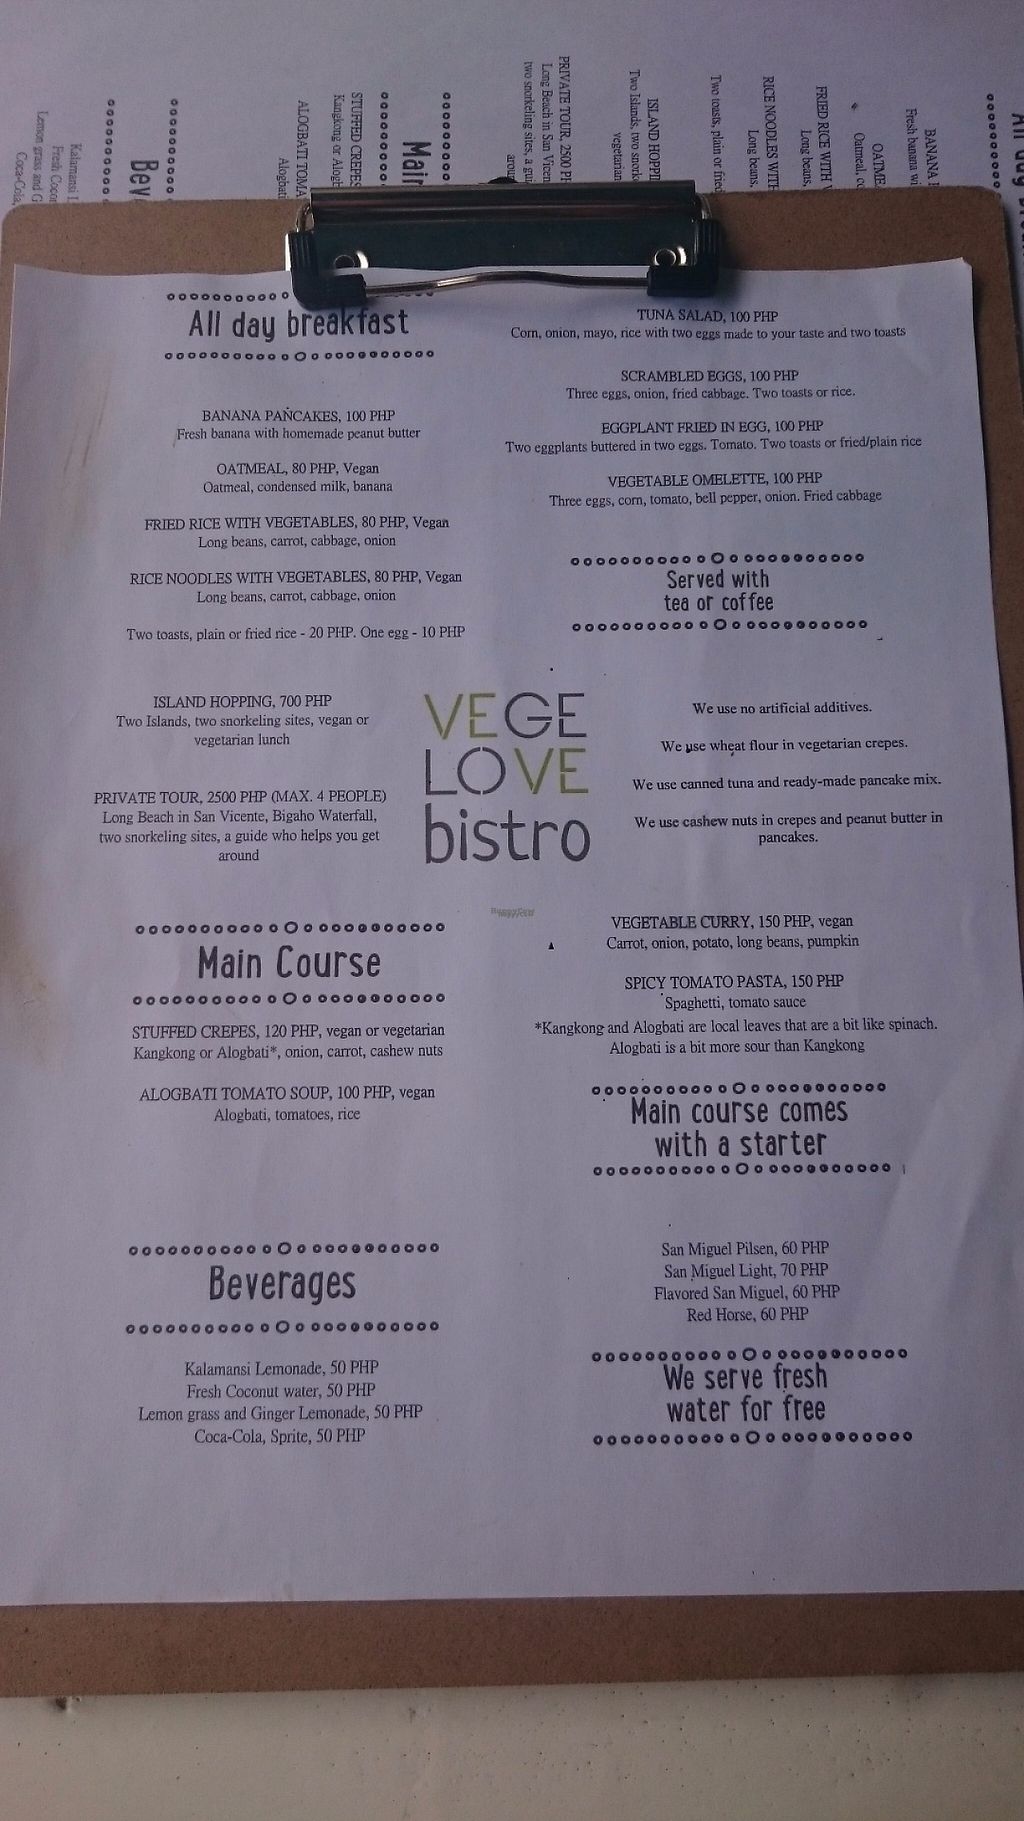 All day breakfast
BANANA PANCAKES, 100 PHP
Fresh banana with homemade peanut butter
OATMEAL, 80 PHP, Vegan
Oatmeal, condensed milk, banana
FRIED RICE WITH VEGETABLES, 80 PHP, Vegan
Long beans, carrot, cabbage, onion
RICE NOODLES WITH VEGETABLES, 80 PHP, Vegan
Long beans, carrot, cabbage, onion
Two toasts, plain or fried rice - 20 PHP. One egg - 10 PHP
TUNA SALAD, 100 PHP
Corn, onion, mayo, rice with two eggs made to your taste and two toasts
SCRAMBLED EGGS, 100 PHP
Three eggs, onion, fried cabbage. Two toasts or rice.
EGGPLANT FRIED IN EGG, 100 PHP
Two eggplants buttered in two eggs. Tomato. Two toasts or fried/plain rice
VEGETABLE OMELETTE, 100 PHP
Three eggs, corn, tomato, bell pepper, onion. Fried cabbage
Served with
tea or coffee
ISLAND HOPPING, 700 PHP
Two Islands, two snorkeling sites, vegan or
vegetarian lunch
PRIVATE TOUR, 2500 PHP (MAX. 4 PEOPLE)
Long Beach in San Vicente, Bigaho Waterfall,
two snorkeling sites, a guide who helps you get
around
VEGE
LOVE
bistro
We use no artificial additives.
We use wheat flour in vegetarian crepes.
We use canned tuna and ready-made pancake mix.
We use cashew nuts in crepes and peanut butter in
pancakes.
Main Course
STUFFED CREPES, 120 PHP, vegan or vegetarian
Kangkong or Alogbati*, onion, carrot, cashew nuts
ALOGBATI TOMATO SOUP, 100 PHP, vegan
Alogbati, tomatoes, rice
VEGETABLE CURRY, 150 PHP, vegan
Carrot, onion, potato, long beans, pumpkin
SPICY TOMATO PASTA, 150 PHP
Spaghetti, tomato sauce
*Kangkong and Alogbati are local leaves that are a bit like spinach.
Alogbati is a bit more sour than Kangkong
Main course comes
with a starter
Beverages
Kalamansi Lemonade, 50 PHP
Fresh Coconut water, 50 PHP
Lemon grass and Ginger Lemonade, 50 PHP
Coca-Cola, Sprite, 50 PHP
San Miguel Pilsen, 60 PHP
San Miguel Light, 70 PHP
Flavored San Miguel, 60 PHP
Red Horse, 60 PHP
We serve fresh
water for free